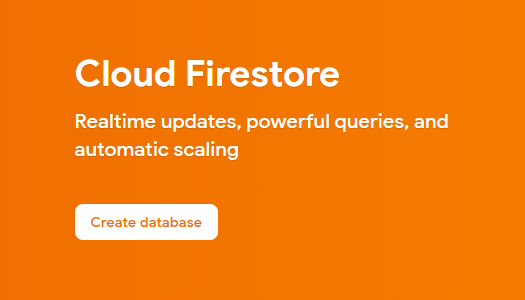 Cloud Firestore
Realtime updates, powerful queries, and
automatic scaling
Create database